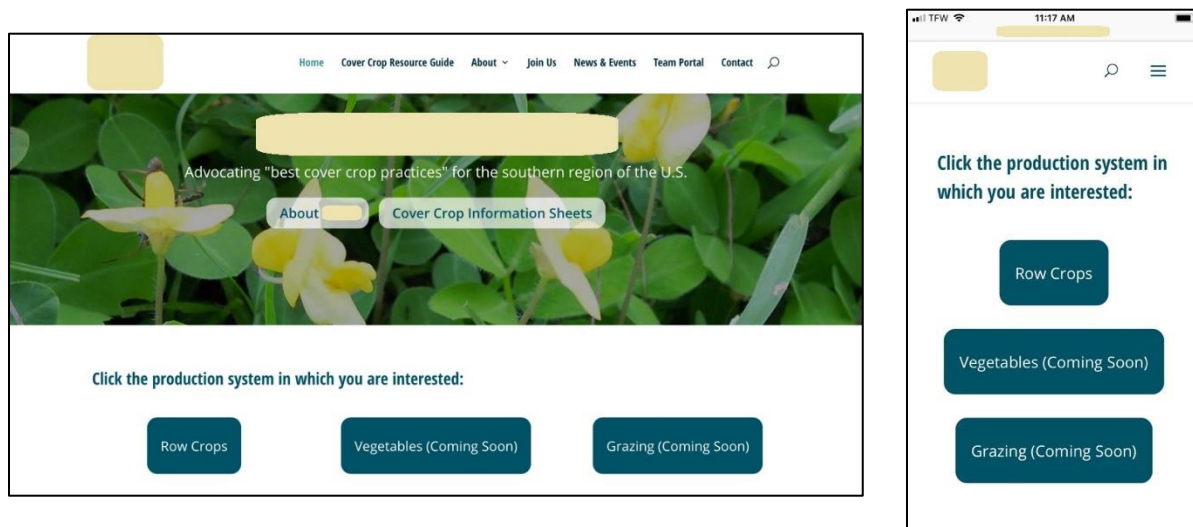 Home Cover Crop Resource Guide About Join Us News & Events Team Portal Contact
Advocating "best cover crop practices" for the southern region of the U.S.
About
Cover Crop Information Sheets
Click the production system in which you are interested:
Row Crops
Vegetables (Coming Soon)
Grazing (Coming Soon)
TFW 11:17 AM
Click the production system in
which you are interested:
Row Crops
Vegetables (Coming Soon)
Grazing (Coming Soon)